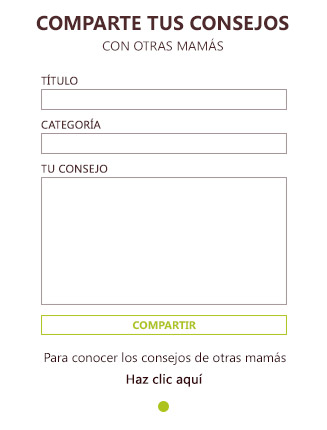 COMPARTE TUS CONSEJOS
CON OTRAS MAMÁS
TÍTULO
CATEGORÍA
TU CONSEJO
COMPARTIR
Para conocer los consejos de otras mamás
Haz clic aquí